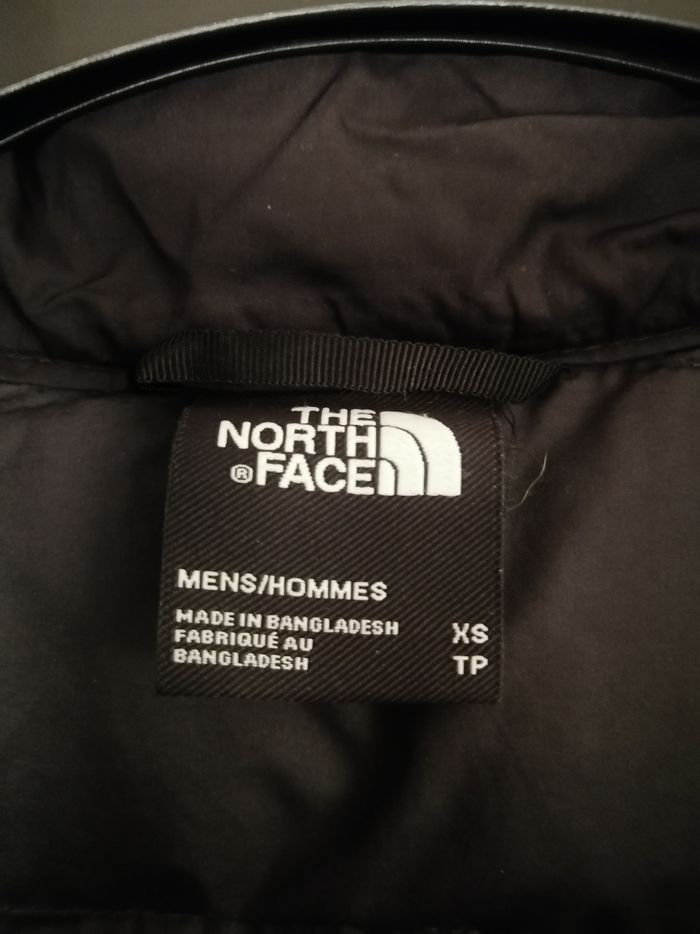 THE
NORTH
® FACE
MENS/HOMMES
MADE IN BANGLADESH XS
FABRIQUÉ AU
BANGLADESH TP